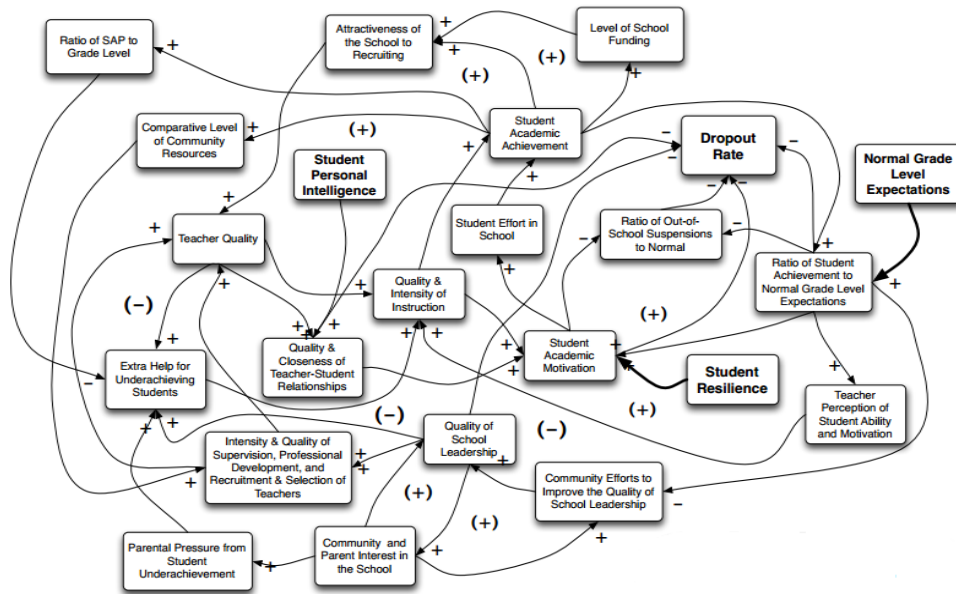 Ratio of SAP to
Grade Level
+
Attractiveness of
the School to
Recruiting
+
+
Level of School
Funding
+
(+)
(+)
Comparative Level
of Community
Resources
+
(+)
Student
Academic
Achievement
+
+
Student
Personal
Intelligence
Dropout
Rate
−
−
−
−
−
Normal Grade
Level
Expectations
Teacher Quality
+
+
+
Student Effort in
School
+
Ratio of Out-of-
School Suspensions
to Normal
−
−
Ratio of Student
Achievement to
Normal Grade Level
Expectations
+
+
(−)
Quality &
Intensity of
Instruction
+
+
+
(+)
Extra Help for
Underachieving
Students
+
−
+
+
Quality &
Closeness of
Teacher-Student
Relationships
+
+
+
Student
Academic
Motivation
+
+
+
Student
Resilience
(+)
Teacher
Perception of
Student Ability
and Motivation
+
(−)
(−)
Intensity & Quality of
Supervision, Professional
Development, and
Recruitment & Selection of
Teachers
+
+
+
Quality of
School
Leadership
+
(+)
(+)
Community Efforts to
Improve the Quality of
School Leadership
−
+
Parental Pressure from
Student
Underachievement
+
Community and
Parent Interest in
the School
+
+